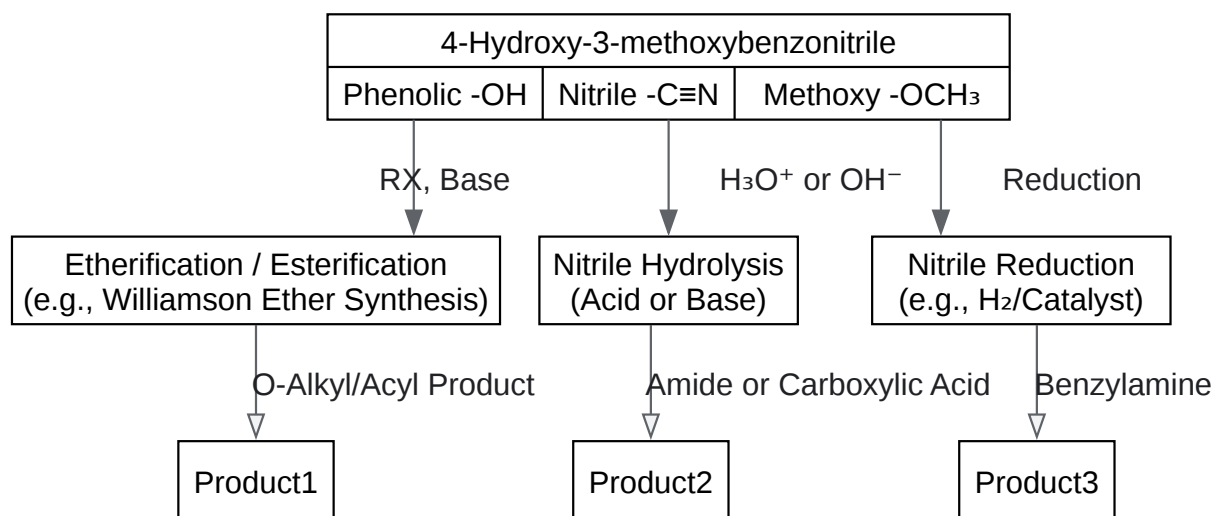 4-Hydroxy-3-methoxybenzonitrile
Phenolic -OH
Nitrile -C≡N
Methoxy -OCH₃
RX, Base
H₃O⁺ or OH⁻
Reduction
Etherification / Esterification
(e.g., Williamson Ether Synthesis)
Nitrile Hydrolysis
(Acid or Base)
Nitrile Reduction
(e.g., H₂/Catalyst)
O-Alkyl/Acyl Product
Amide or Carboxylic Acid
Benzylamine
Product1
Product2
Product3